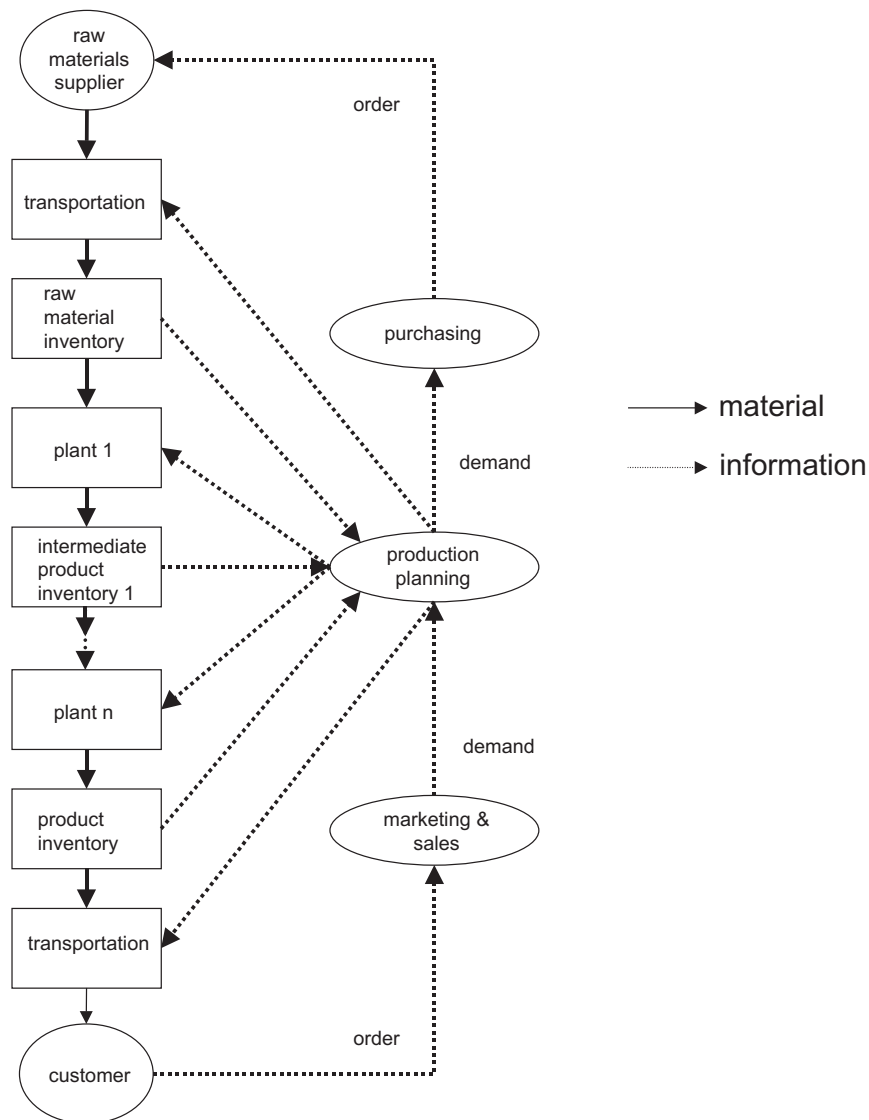 raw
materials
supplier
order
transportation
raw
material
inventory
purchasing
material
plant 1
demand
information
intermediate
product
inventory 1
production
planning
plant n
demand
product
inventory
marketing &
sales
transportation
order
customer